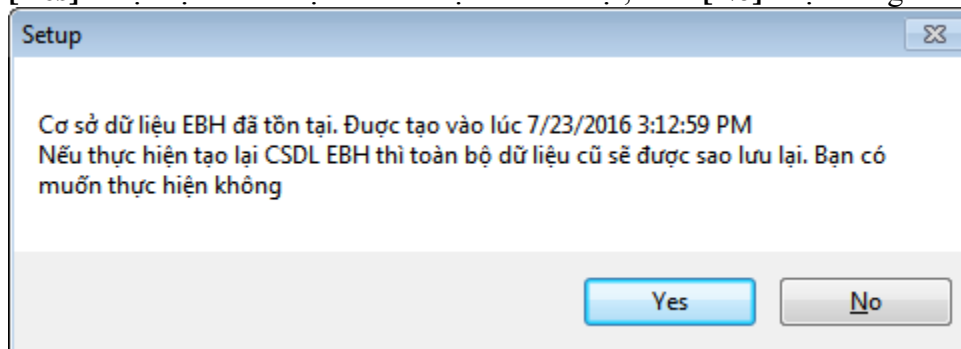 Setup
Cơ sở dữ liệu EBH đã tồn tại. Đuợc tạo vào lúc 7/23/2016 3:12:59 PM
Nếu thực hiện tạo lại CSDL EBH thì toàn bộ dữ liệu cũ sẽ được sao lưu lại. Bạn có
muốn thực hiện không
Yes
No